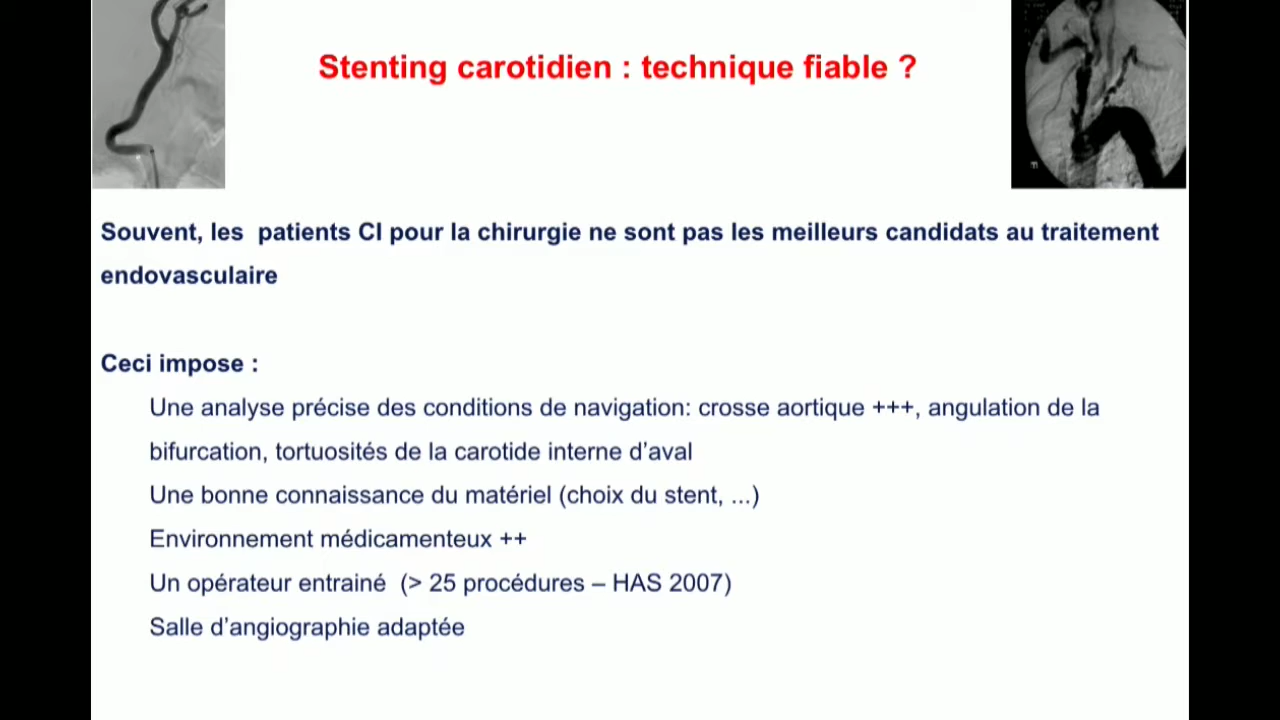 Stenting carotidien : technique fiable ?
Souvent, les patients CI pour la chirurgie ne sont pas les meilleurs candidats au traitement
endovasculaire
Ceci impose :
Une analyse précise des conditions de navigation: crosse aortique +++, angulation de la
bifurcation, tortuosités de la carotide interne d’aval
Une bonne connaissance du matériel (choix du stent, ...)
Environnement médicamenteux ++
Un opérateur entrainé (> 25 procédures – HAS 2007)
Salle d’angiographie adaptée